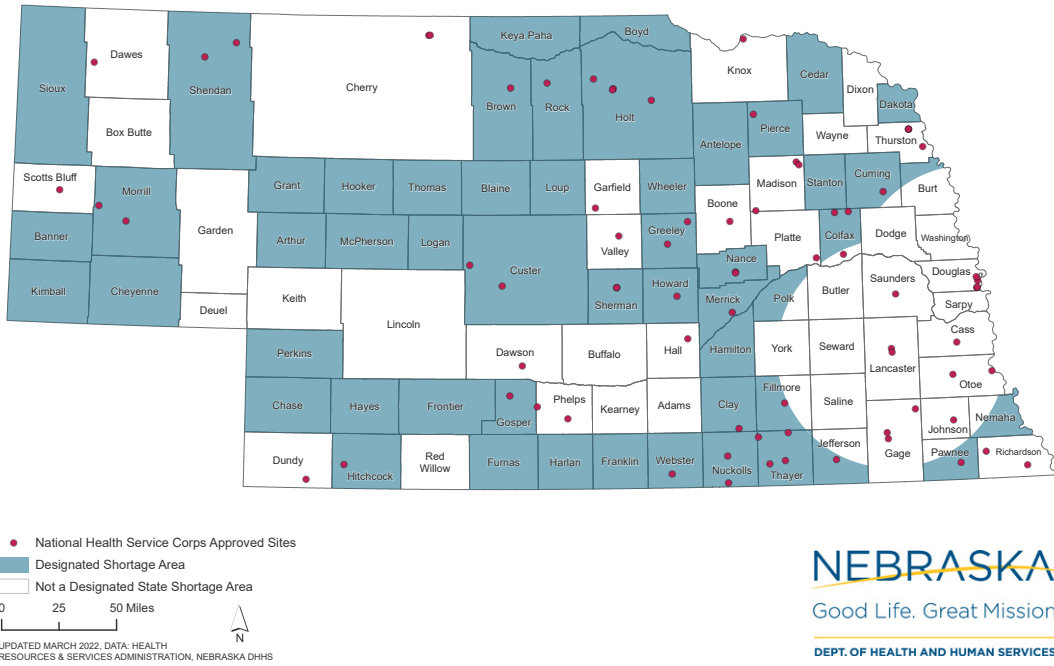 Keya Paha
Boyd
Dawes
Knox
Cedar
Sioux
Sheridan
Cherry
Dixon
Dakota
Brown
Rock
Holt
Box Butte
Antelope
Pierce
Wayne
Thurston
Scotts Bluff
Morrill
Grant
Hooker
Thomas
Blaine
Loup
Garfield
Wheeler
Madison
Stanton
Cuming
Burt
Boone
Garden
Banner
Arthur
McPherson
Logan
Valley
Greeley
Platte
Colfax
Dodge
Washington
Custer
Nance
Kimball
Cheyenne
Keith
Sherman
Howard
Merrick
Polk
Butler
Saunders
Douglas
Sarpy
Deuel
Lincoln
Cass
Perkins
Dawson
Buffalo
Hall
Hamilton
York
Seward
Lancaster
Otoe
Chase
Hayes
Frontier
Gosper
Phelps
Kearney
Adams
Clay
Fillmore
Saline
Nemaha
Johnson
Dundy
Hitchcock
Red
Willow
Furnas
Harlan
Franklin
Webster
Nuckolls
Thayer
Jefferson
Gage
Pawnee
Richardson
National Health Service Corps Approved Sites
Designated Shortage Area
Not a Designated State Shortage Area
0 25 50 Miles
N
UPDATED MARCH 2022, DATA: HEALTH
RESOURCES & SERVICES ADMINISTRATION, NEBRASKA DHHS
NEBRASKA
Good Life. Great Mission
DEPT. OF HEALTH AND HUMAN SERVICES